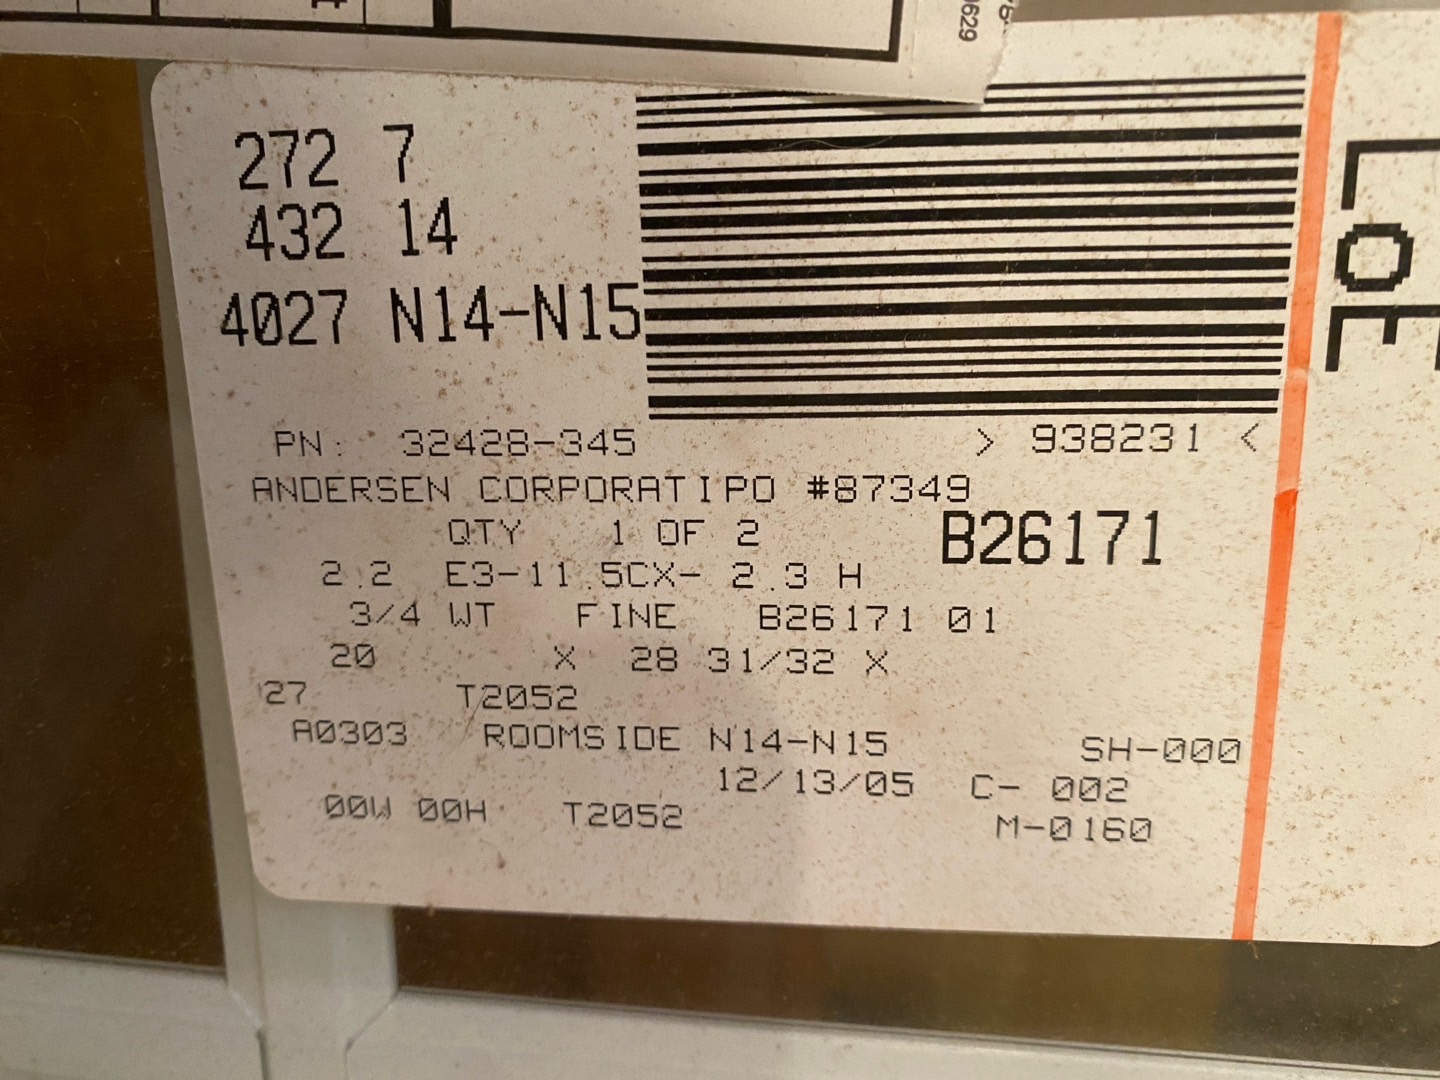 0629
272 7
432 14
4027 N14-N15
LOE
PN: 32428-345 > 938231 <
ANDERSEN CORPORATIPO #87349
QTY 1 OF 2 B26171
2.2 E3-11.5CX- 2.3 H
3/4 WT FINE B26171 01
20 X 28 31/32 X
27 T2052
A0303 ROOMSIDE N14-N15 SH-000
12/13/05 C- 002
00W 00H T2052 M-0160